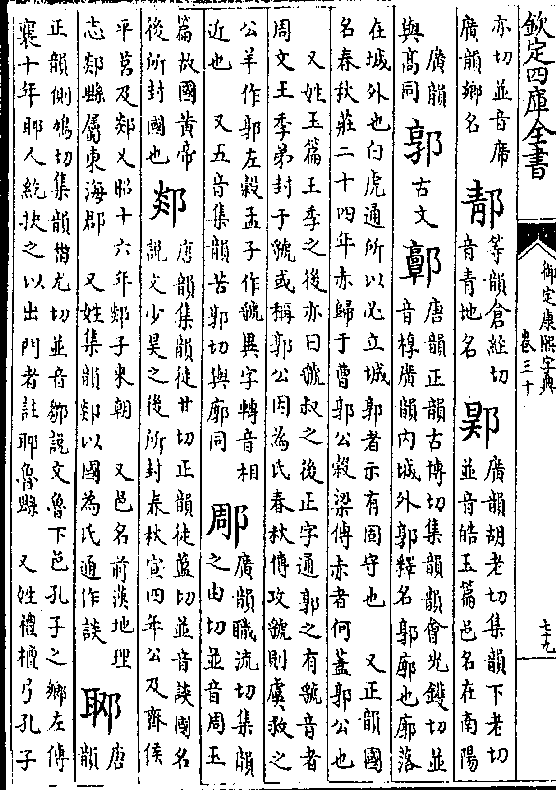 欽定四庫全書
御定康熙字典
卷三十
七十九
亦切並音席
廣韻鄉名
䣋
等韻倉經切
音青地名
鄓
廣韻胡老切集韻下老切
並音皓玉篇邑名在南陽
廣韻
與高同
郭
古文
𩫏
唐韻正韻古博切集韻韻會光鑊切並
音椁廣韻内城外郭釋名郭廓也廓落
在城外也白虎通所以必立城郭者示有固守也 又正韻國
名春秋莊二十四年赤歸于曹郭公穀梁傳赤者何蓋郭公也
又姓玉篇王季之後亦曰虢叔之後正字通郭之有虢音者
周文王季弟封于虢或稱郭公因為氏春秋傳攻虢則虞救之
公羊作郭左穀孟子作虢異字轉音相
近也 又五音集韻苦郭切與廓同
郮
廣韻職流切集韻
之由切並音周玉
篇故國黄帝
後所封國也
郯
唐韻集韻徒甘切正韻徒藍切並音談國名
說文少昊之後所封春秋宣四年公及齊侯
平莒及郯又昭十六年郯子來朝 又邑名前漢地理
志郯縣屬東海郡 又姓集韻郯以國為氏通作談
郰
唐
韻
正韻側鳩切集韻甾尤切並音鄒說文魯下邑孔子之鄉左傳
襄十年郰人紇抉之以出門者註郰魯縣 又姓禮檀弓孔子